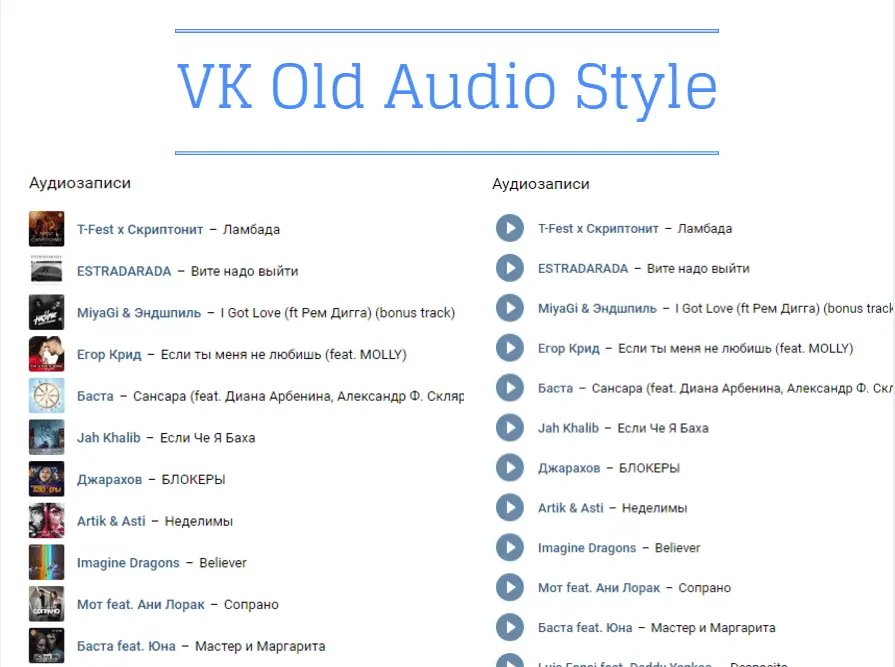 VK Old Audio Style
Аудиозаписи
T-Fest x Скриптонит – Ламбада
ESTRADARADA – Вите надо выйти
MiyaGi & Эндшпиль – I Got Love (ft Рем Дигга) (bonus track)
Егор Крид – Если ты меня не любишь (feat. MOLLY)
Баста – Сансара (feat. Диана Арбенина, Александр Ф. Скляр
Jah Khalib – Если Че Я Баха
Джарахов – БЛОКЕРЫ
Artik & Asti – Неделимы
Imagine Dragons – Believer
Мот feat. Ани Лорак – Сопрано
Баста feat. Юна – Мастер и Маргарита
Аудиозаписи
T-Fest x Скриптонит – Ламбада
ESTRADARADA – Вите надо выйти
MiyaGi & Эндшпиль – I Got Love (ft Рем Дигга) (bonus track
Егор Крид – Если ты меня не любишь (feat. MOLLY)
Баста – Сансара (feat. Диана Арбенина, Александр Ф. Скл
Jah Khalib – Если Че Я Баха
Джарахов – БЛОКЕРЫ
Artik & Asti – Неделимы
Imagine Dragons – Believer
Мот feat. Ани Лорак – Сопрано
Баста feat. Юна – Мастер и Маргарита
Luis Fonsi feat. Daddy Yankee – Despacito